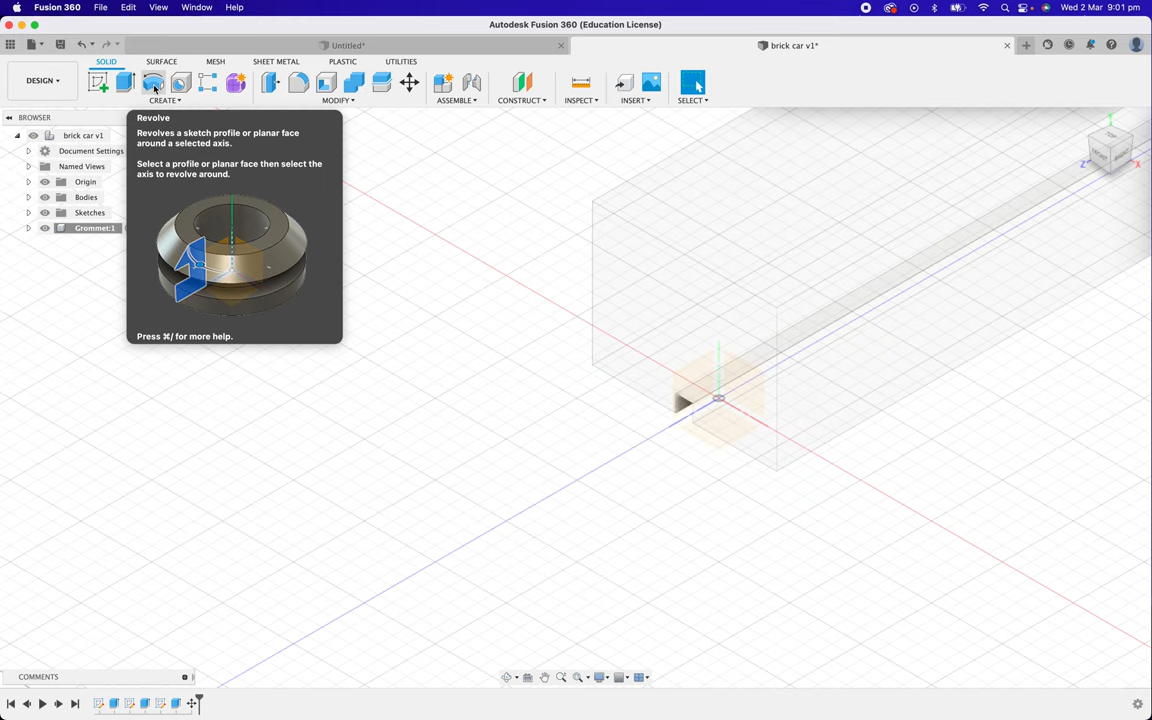 Fusion 360 File Edit View Window Help Wed 2 Mar 9:01 pm
Autodesk Fusion 360 (Education License)
Untitled* brick car v1*
SOLID SURFACE MESH SHEET METAL PLASTIC UTILITIES
DESIGN
CREATE MODIFY ASSEMBLE CONSTRUCT INSPECT INSERT SELECT
BROWSER
brick car v1
Document Settings
Named Views
Origin
Bodies
Sketches
Grommet:1
Revolve
Revolves a sketch profile or planar face
around a selected axis.
Select a profile or planar face then select the
axis to revolve around.
Press ⌘/ for more help.
Y
TOP
FRONT RIGHT
Z X
COMMENTS